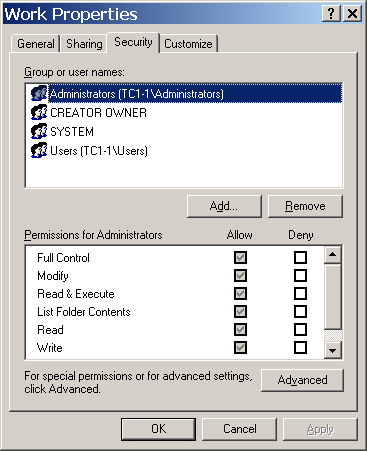 Work Properties
General Sharing Security Customize
Group or user names:
Administrators (TC1-1\Administrators)
CREATOR OWNER
SYSTEM
Users (TC1-1\Users)
Add... Remove
Permissions for Administrators Allow Deny
Full Control
Modify
Read & Execute
List Folder Contents
Read
Write
For special permissions or for advanced settings, click Advanced.
Advanced
OK Cancel Apply